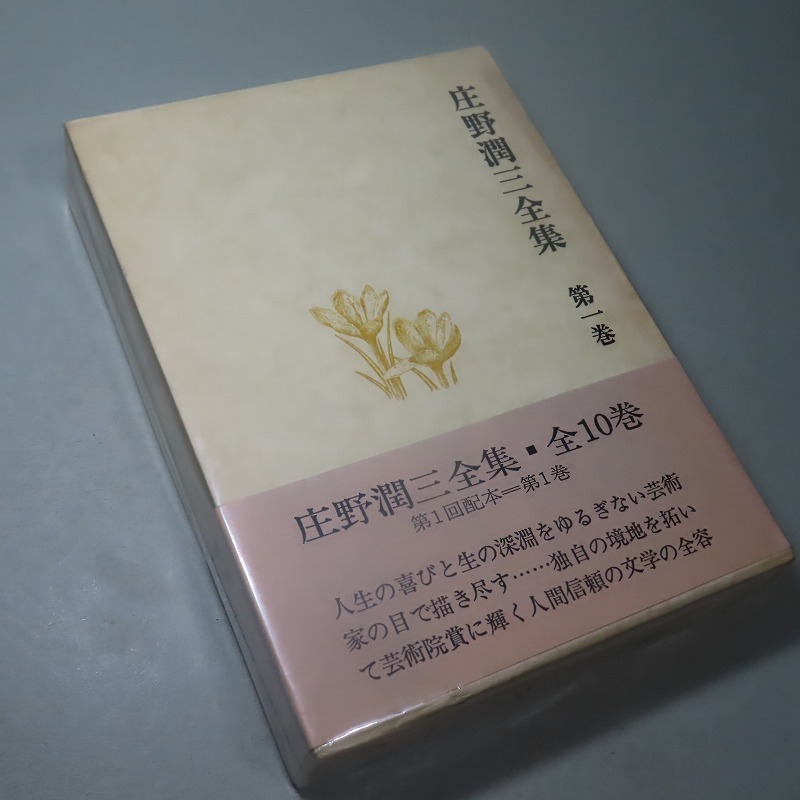 庄野潤三全集
第一巻
庄野潤三全集▪全10巻
第1回配本=第1巻
人生の喜びと生の深淵をゆるぎない芸術
家の目で描き尽す……独自の境地を拓い
て芸術院賞に輝く人間信頼の文学の全容